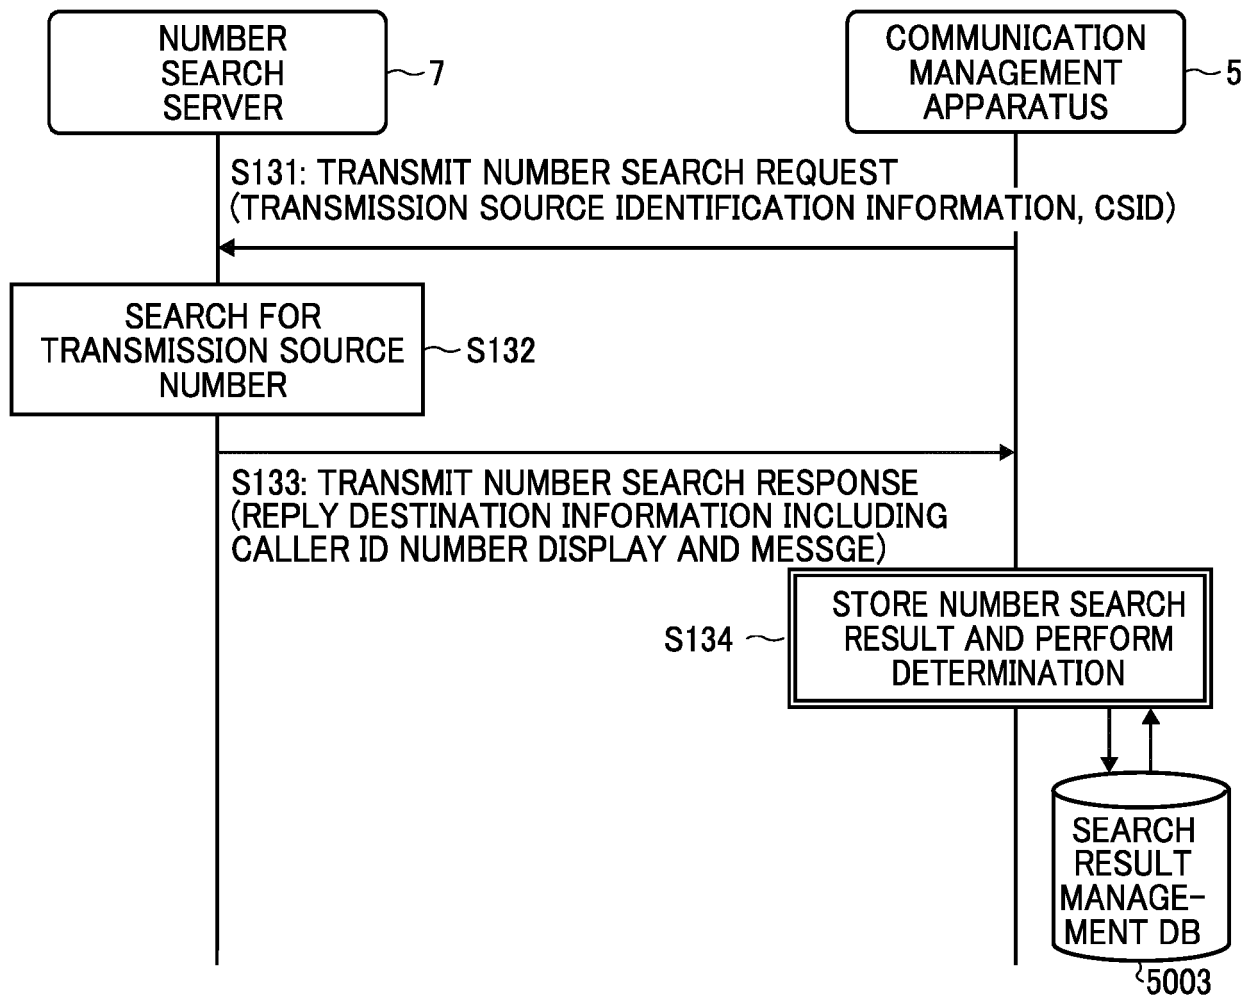 NUMBER
SEARCH
SERVER
7
COMMUNICATION
MANAGEMENT
APPARATUS
5
S131: TRANSMIT NUMBER SEARCH REQUEST
(TRANSMISSION SOURCE IDENTIFICATION INFORMATION, CSID)
SEARCH FOR
TRANSMISSION SOURCE
NUMBER
S132
S133: TRANSMIT NUMBER SEARCH RESPONSE
(REPLY DESTINATION INFORMATION INCLUDING
CALLER ID NUMBER DISPLAY AND MESSGE)
S134
STORE NUMBER SEARCH
RESULT AND PERFORM
DETERMINATION
SEARCH
RESULT
MANAGE-
MENT DB
5003